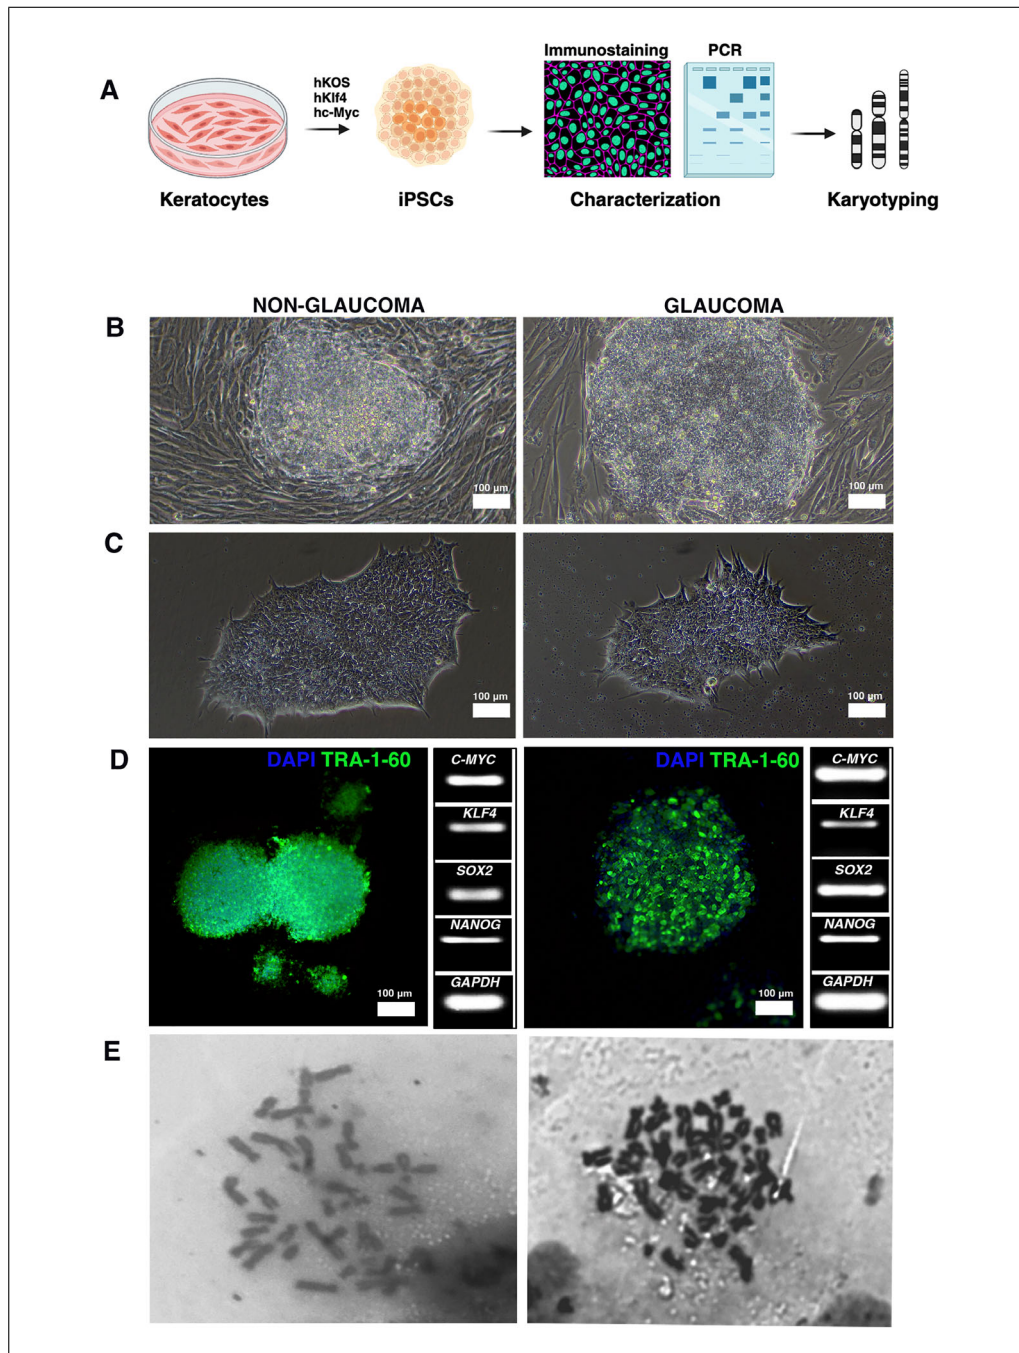 A
hKOS
hKlf4
hc-Myc
Immunostaining
PCR
Keratocytes
iPSCs
Characterization
Karyotyping
NON-GLAUCOMA
GLAUCOMA
B
100 µm
100 µm
C
100 µm
100 µm
D
DAPI TRA-1-60
C-MYC
KLF4
SOX2
NANOG
GAPDH
100 µm
DAPI TRA-1-60
C-MYC
KLF4
SOX2
NANOG
GAPDH
100 µm
E